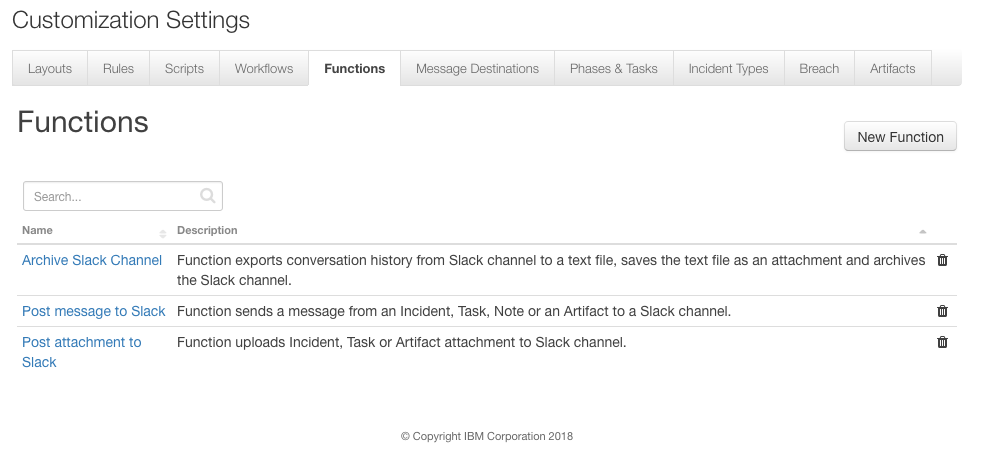 Customization Settings
Layouts Rules Scripts Workflows Functions Message Destinations Phases & Tasks Incident Types Breach Artifacts
Functions
New Function
Search...
Name Description
Archive Slack Channel Function exports conversation history from Slack channel to a text file, saves the text file as an attachment and archives
the Slack channel.
Post message to Slack Function sends a message from an Incident, Task, Note or an Artifact to a Slack channel.
Post attachment to Function uploads Incident, Task or Artifact attachment to Slack channel.
Slack
© Copyright IBM Corporation 2018